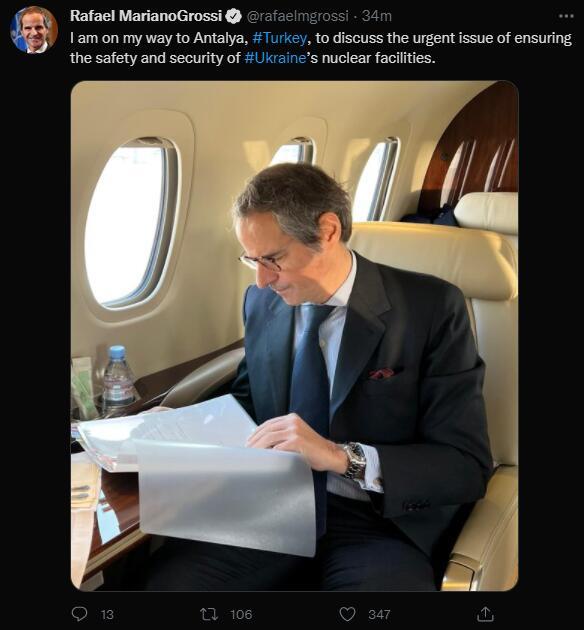 Rafael MarianoGrossi @rafaelmgrossi · 34m
I am on my way to Antalya, #Turkey, to discuss the urgent issue of ensuring
the safety and security of #Ukraine's nuclear facilities.
13 106 347